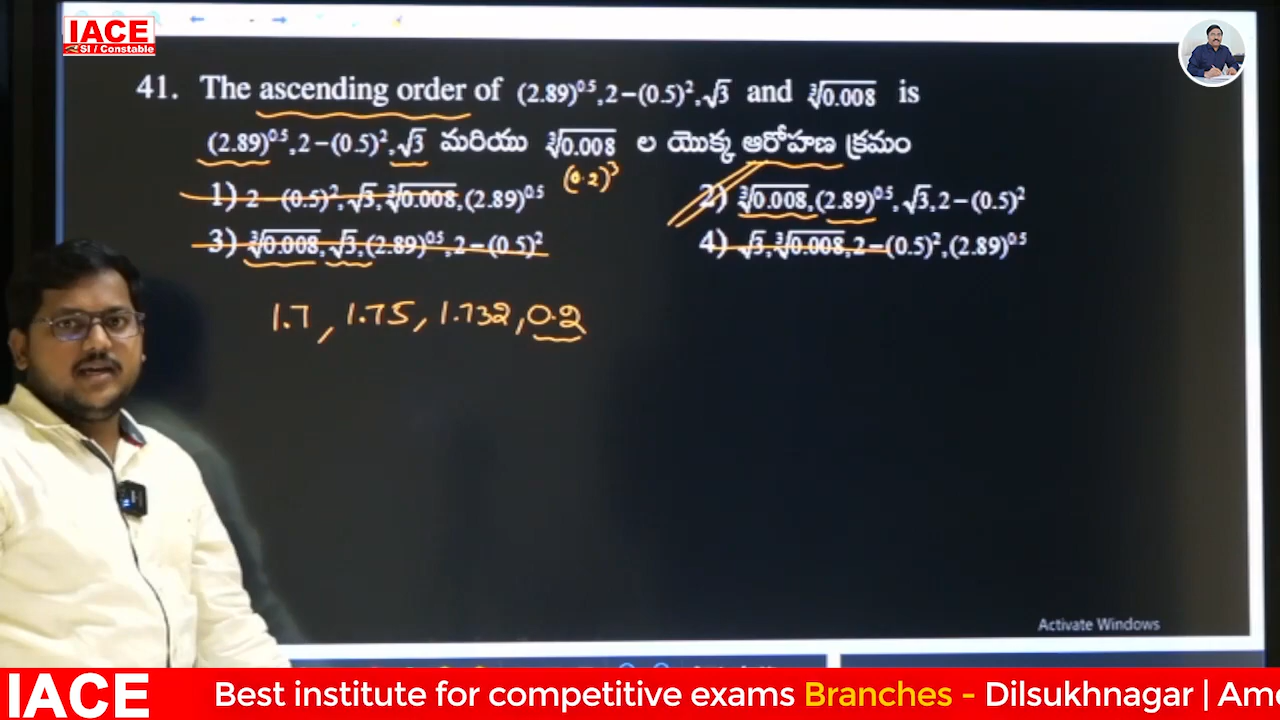 IACE
SI / Constable
41. The ascending order of (2.89)^0.5, 2-(0.5)², √3 and ∛0.008 is
(2.89)^0.5, 2-(0.5)², √3 మరియు ∛0.008 ల యొక్క ఆరోహణ క్రమం
(0.2)³
1) 2-(0.5)², √3, ∛0.008, (2.89)^0.5
2) ∛0.008, (2.89)^0.5, √3, 2-(0.5)²
3) ∛0.008, √3, (2.89)^0.5, 2-(0.5)²
4) √3, ∛0.008, 2-(0.5)², (2.89)^0.5
1.7, 1.75, 1.732, 0.2
Activate Windows
IACE Best institute for competitive exams Branches - Dilsukhnagar | Ame